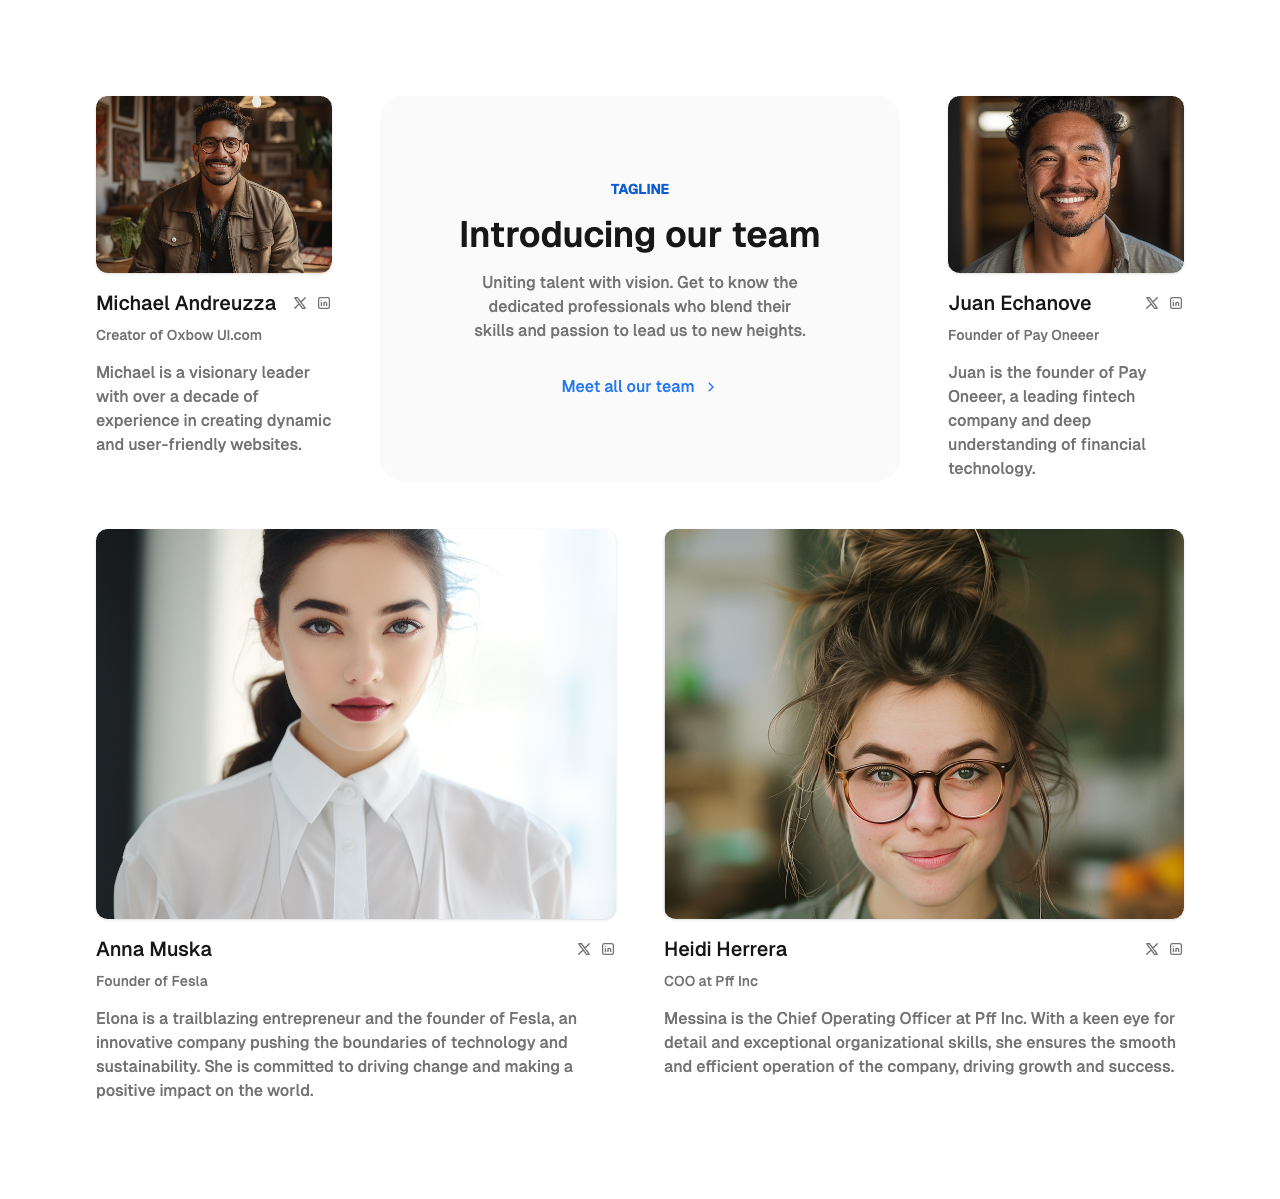 Michael Andreuzza
Creator of Oxbow UI.com
Michael is a visionary leader
with over a decade of
experience in creating dynamic
and user-friendly websites.
TAGLINE
Introducing our team
Uniting talent with vision. Get to know the
dedicated professionals who blend their
skills and passion to lead us to new heights.
Meet all our team
Juan Echanove
Founder of Pay Oneeer
Juan is the founder of Pay
Oneeer, a leading fintech
company and deep
understanding of financial
technology.
Anna Muska
Founder of Fesla
Elona is a trailblazing entrepreneur and the founder of Fesla, an
innovative company pushing the boundaries of technology and
sustainability. She is committed to driving change and making a
positive impact on the world.
Heidi Herrera
COO at Pff Inc
Messina is the Chief Operating Officer at Pff Inc. With a keen eye for
detail and exceptional organizational skills, she ensures the smooth
and efficient operation of the company, driving growth and success.